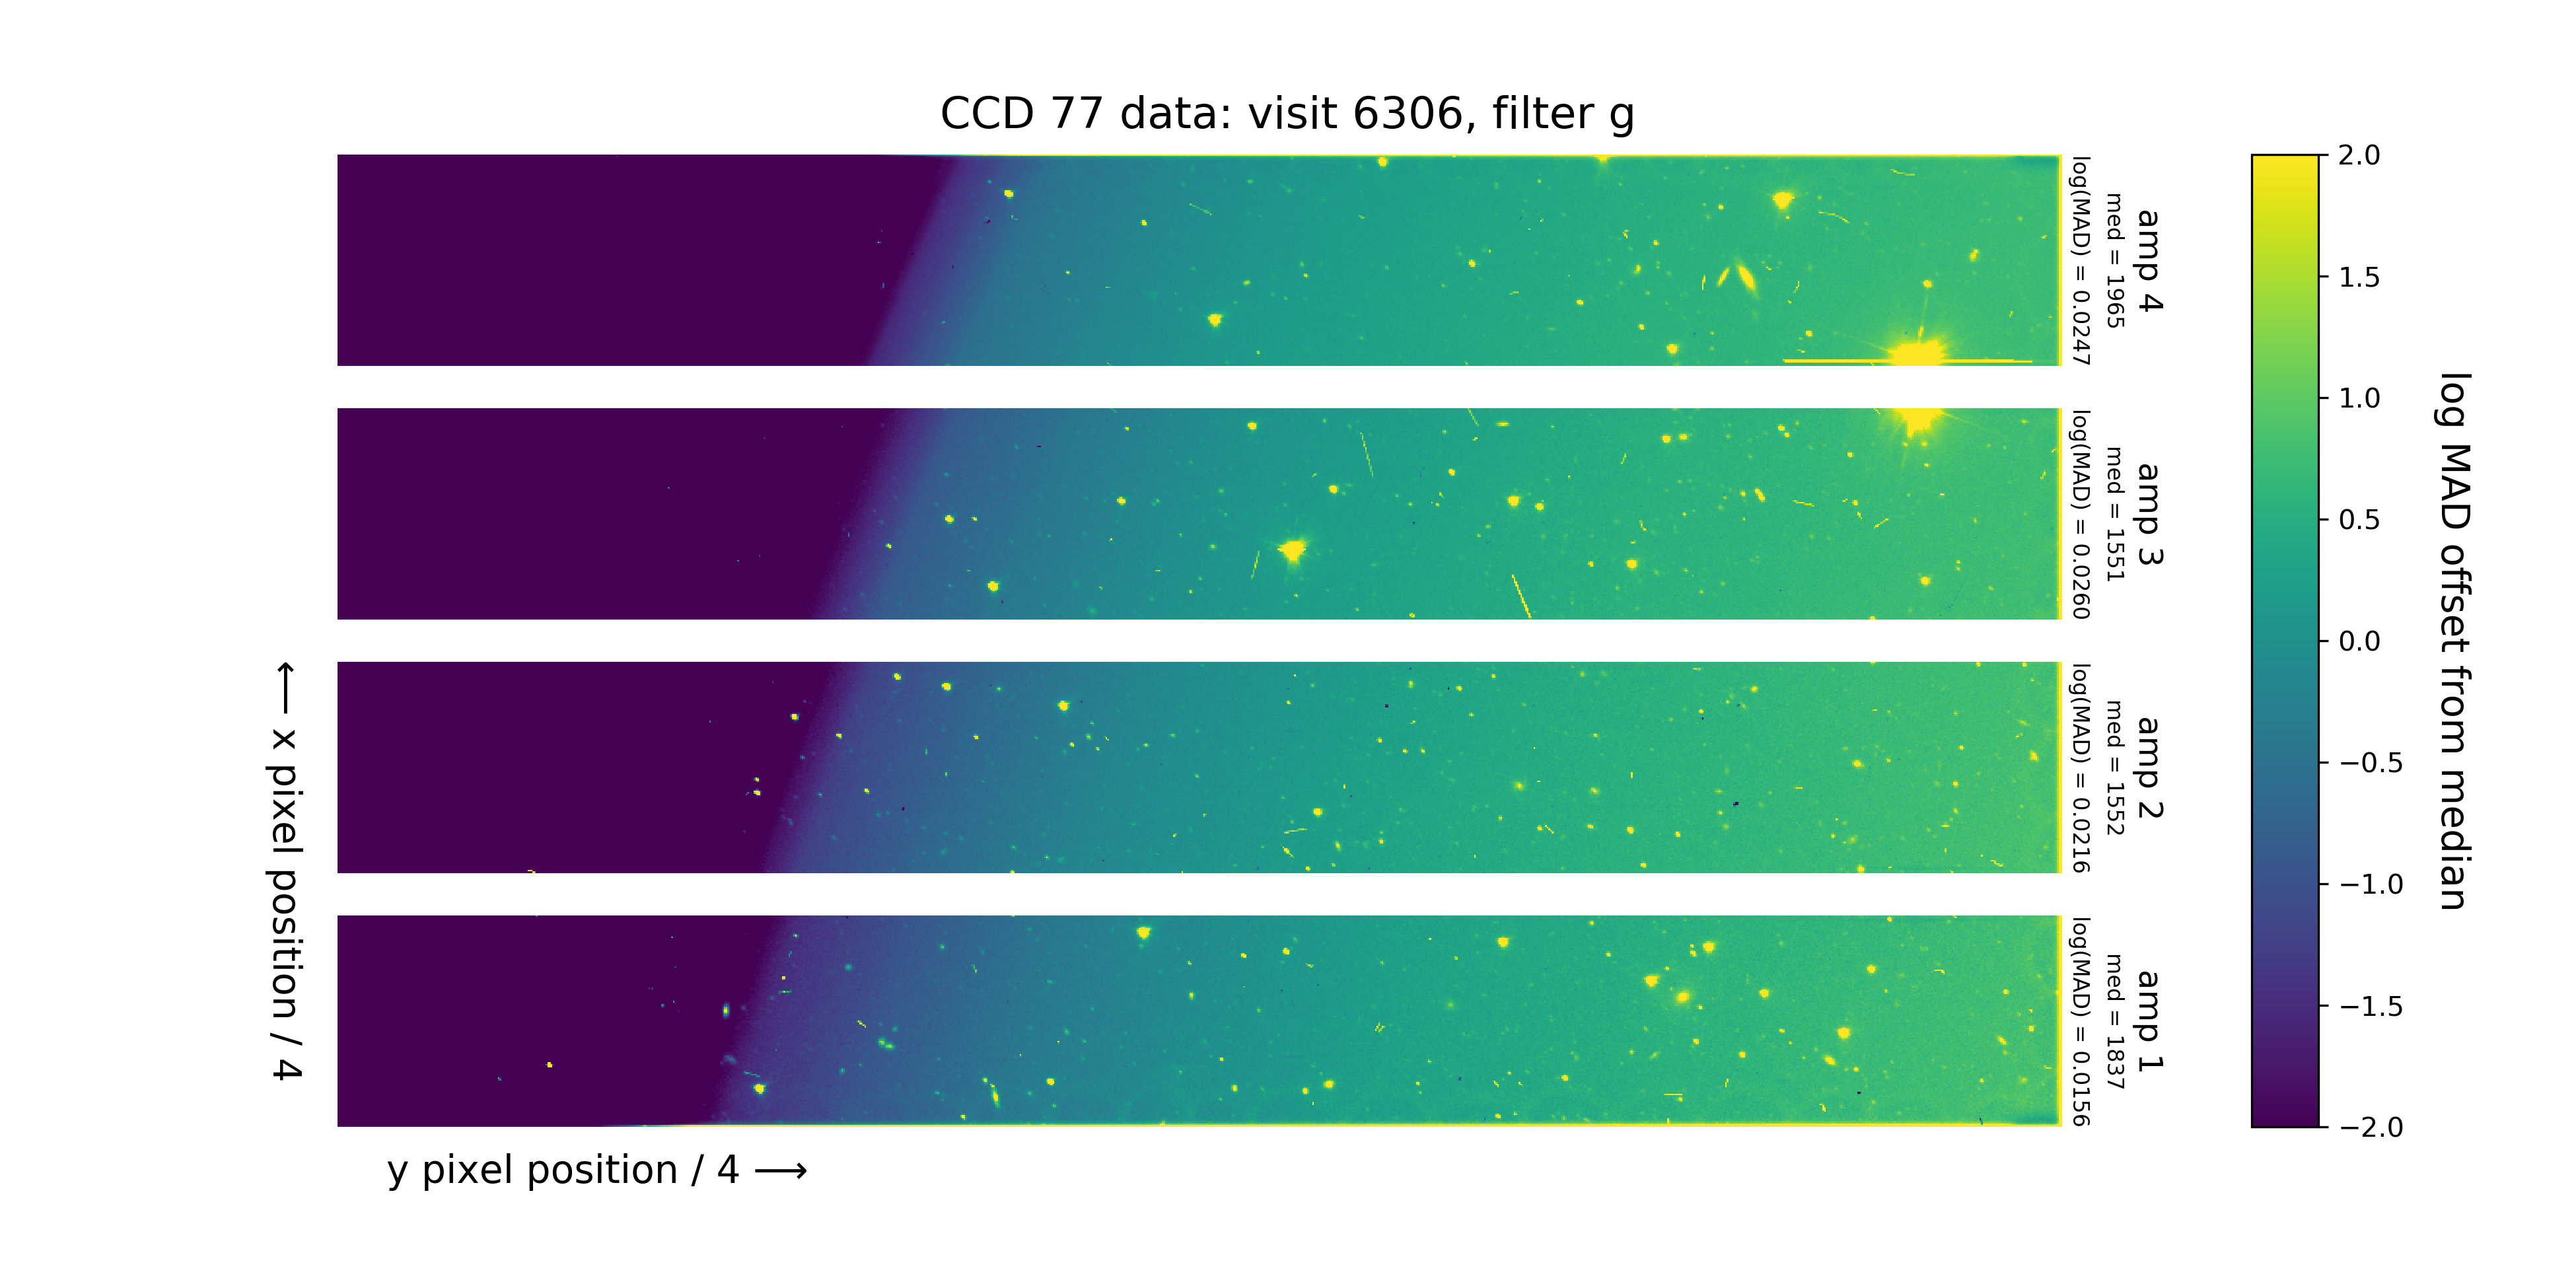 CCD 77 data: visit 6306, filter g
amp 4
med = 1965
log(MAD) = 0.0247
amp 3
med = 1551
log(MAD) = 0.0260
amp 2
med = 1552
log(MAD) = 0.0216
amp 1
med = 1837
log(MAD) = 0.0156
⟵ x pixel position / 4
y pixel position / 4 ⟶
2.0
1.5
1.0
0.5
0.0
−0.5
−1.0
−1.5
−2.0
log MAD offset from median